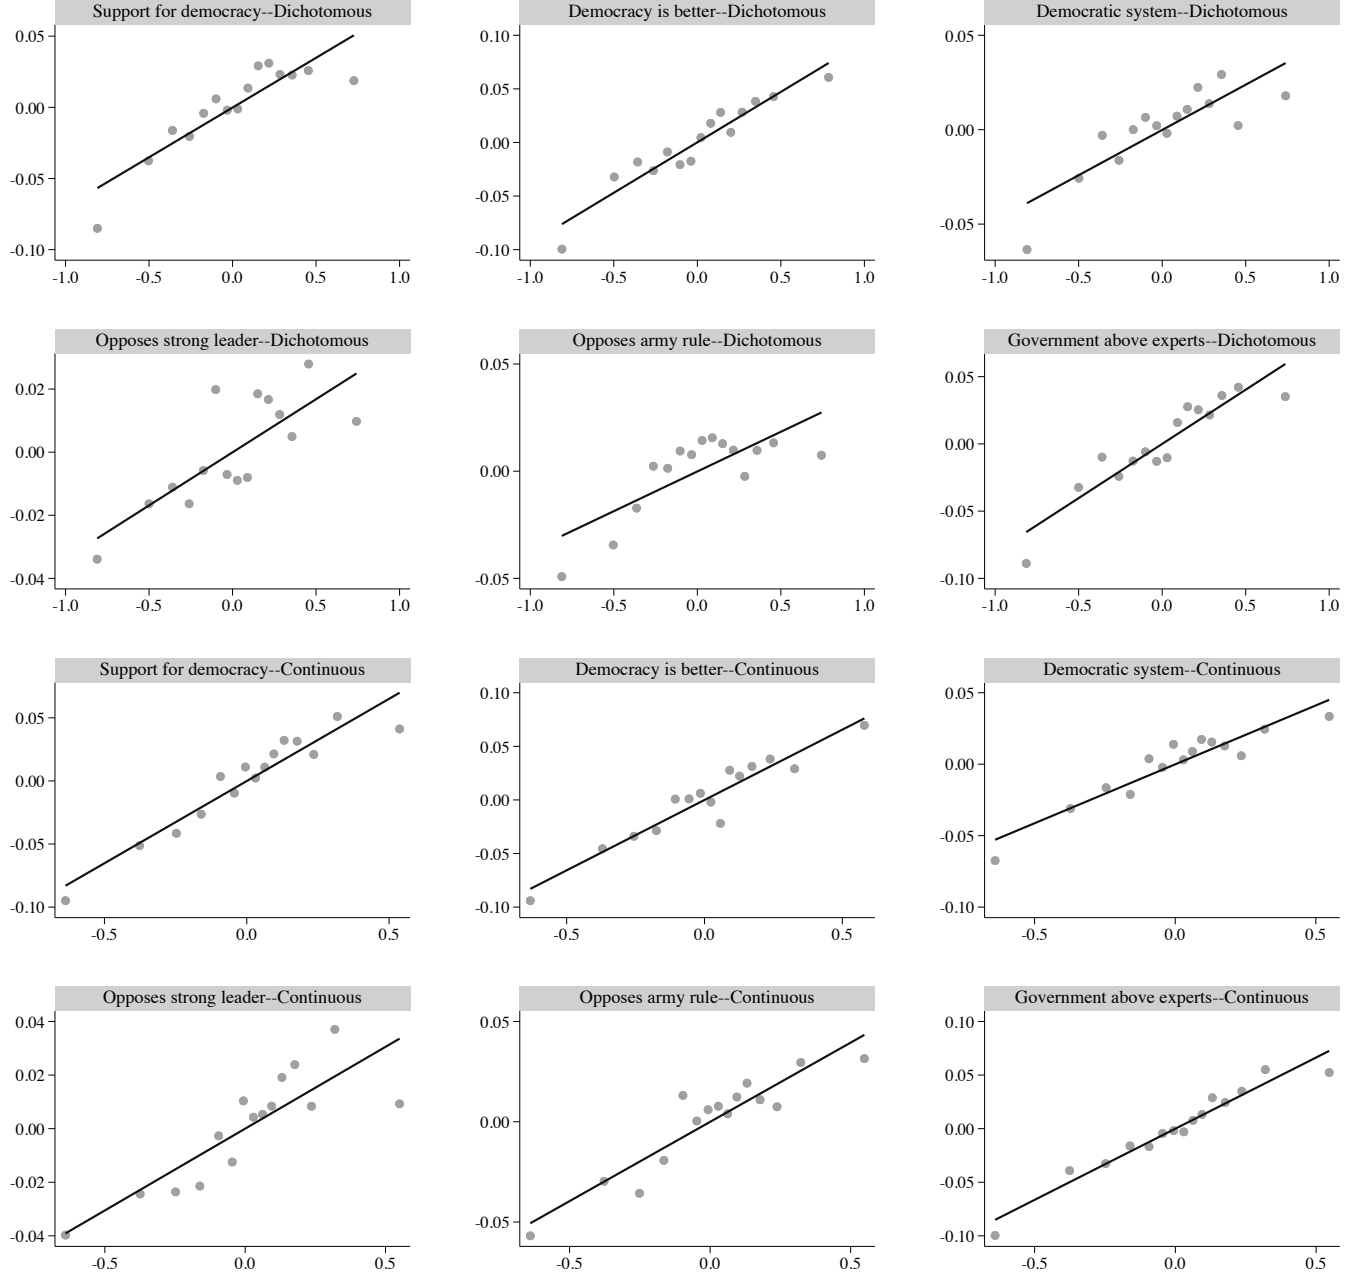 Support for democracy--Dichotomous
0.05
0.00
-0.05
-0.10
-1.0 -0.5 0.0 0.5 1.0
Democracy is better--Dichotomous
0.10
0.05
0.00
-0.05
-0.10
-1.0 -0.5 0.0 0.5 1.0
Democratic system--Dichotomous
0.05
0.00
-0.05
-1.0 -0.5 0.0 0.5 1.0
Opposes strong leader--Dichotomous
0.02
0.00
-0.02
-0.04
-1.0 -0.5 0.0 0.5 1.0
Opposes army rule--Dichotomous
0.05
0.00
-0.05
-1.0 -0.5 0.0 0.5 1.0
Government above experts--Dichotomous
0.05
0.00
-0.05
-0.10
-1.0 -0.5 0.0 0.5 1.0
Support for democracy--Continuous
0.05
0.00
-0.05
-0.10
-0.5 0.0 0.5
Democracy is better--Continuous
0.10
0.05
0.00
-0.05
-0.10
-0.5 0.0 0.5
Democratic system--Continuous
0.05
0.00
-0.05
-0.10
-0.5 0.0 0.5
Opposes strong leader--Continuous
0.04
0.02
0.00
-0.02
-0.04
-0.5 0.0 0.5
Opposes army rule--Continuous
0.05
0.00
-0.05
-0.5 0.0 0.5
Government above experts--Continuous
0.10
0.05
0.00
-0.05
-0.10
-0.5 0.0 0.5